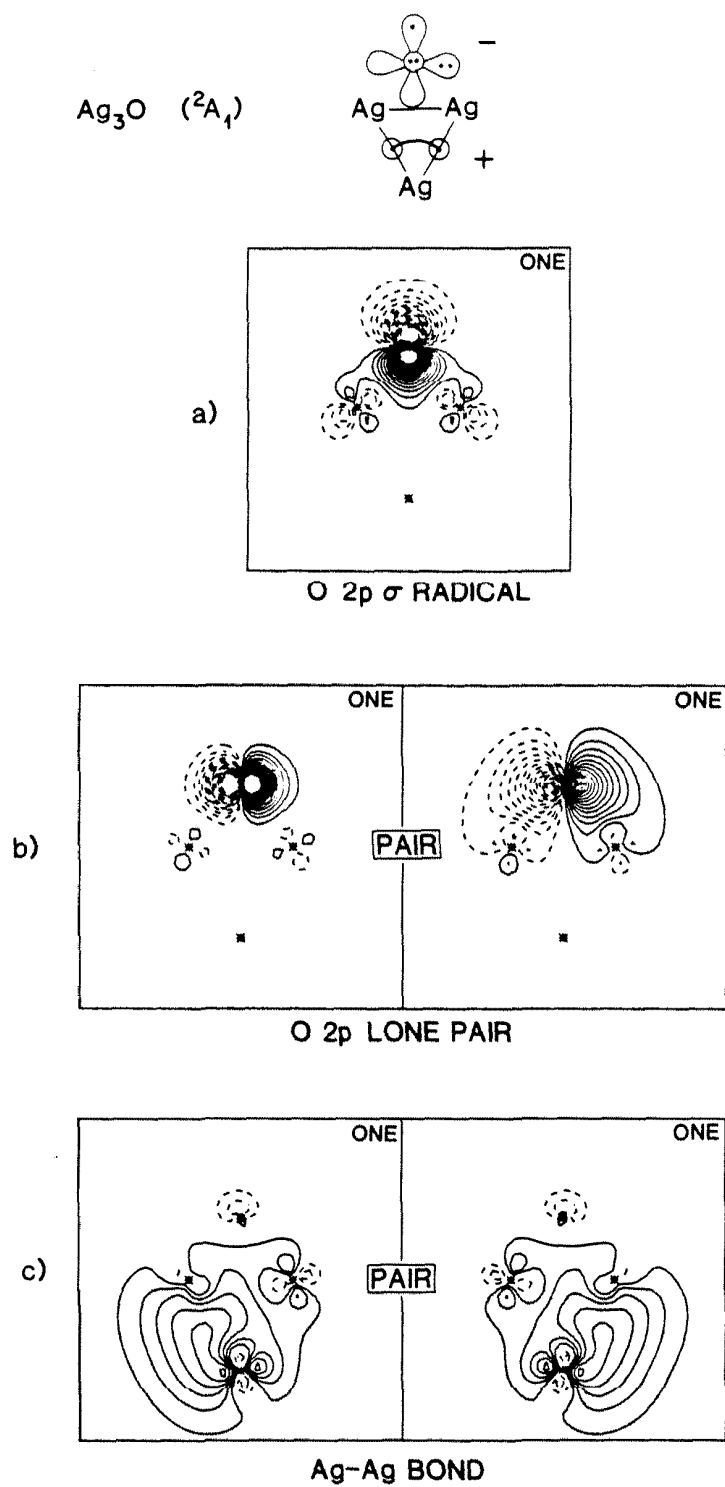 −
Ag₃O (²A₁)
Ag Ag
+
Ag
ONE
a)
O 2p σ RADICAL
ONE ONE
b) PAIR
O 2p LONE PAIR
ONE ONE
c) PAIR
Ag-Ag BOND